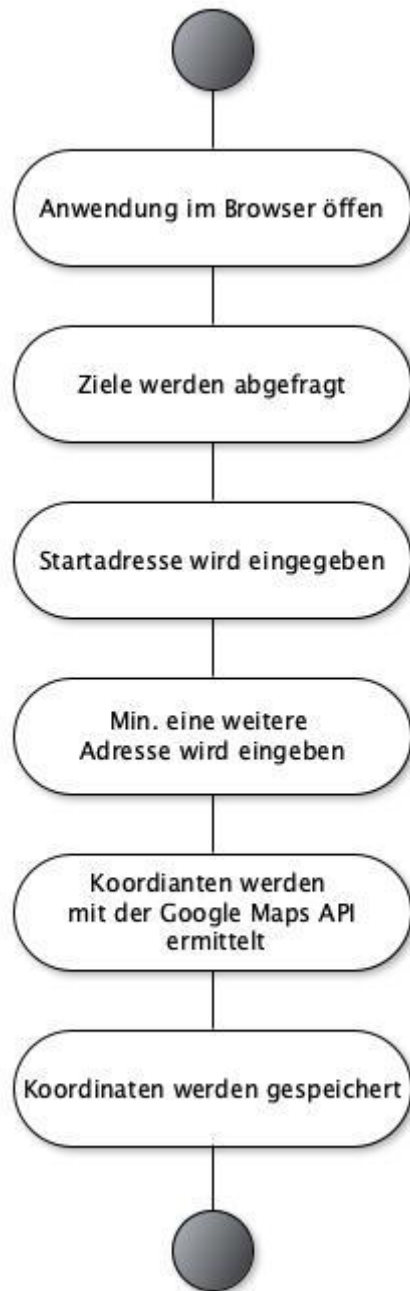 Anwendung im Browser öffen
Ziele werden abgefragt
Startadresse wird eingegeben
Min. eine weitere
Adresse wird eingeben
Koordianten werden
mit der Google Maps API
ermittelt
Koordinaten werden gespeichert